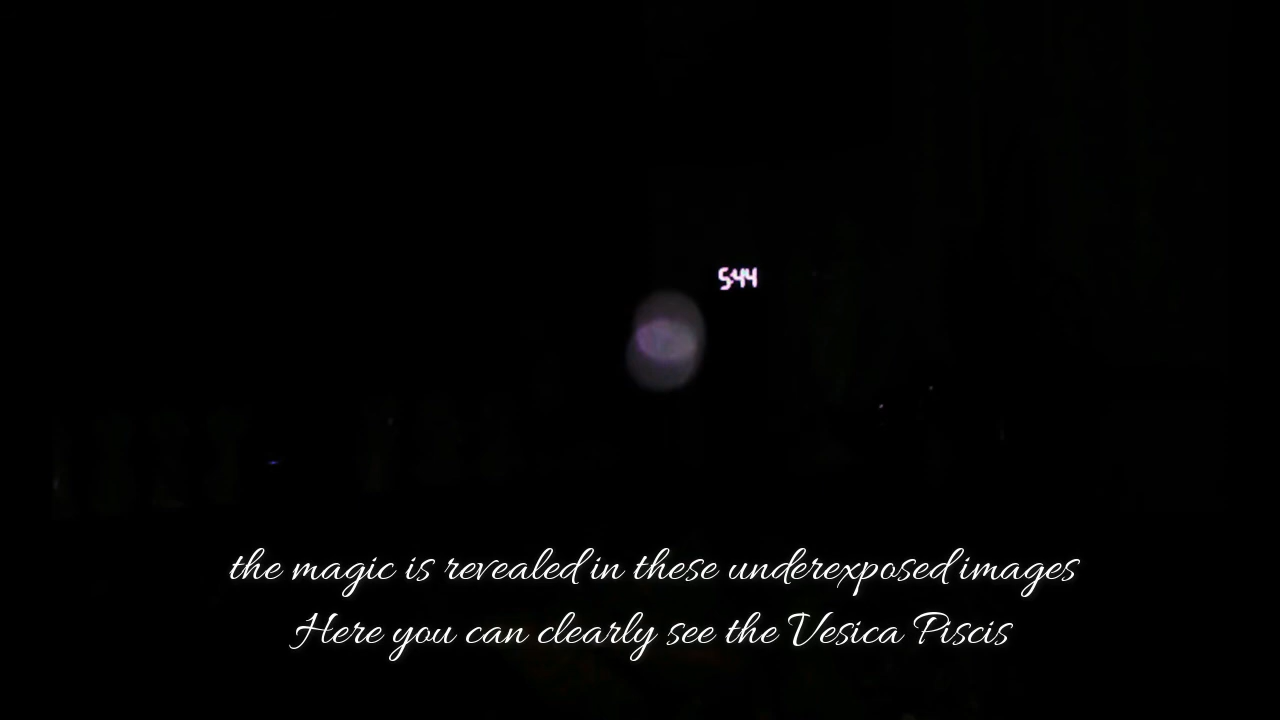 5:44
the magic is revealed in these underexposed images
Here you can clearly see the Vesica Piscis